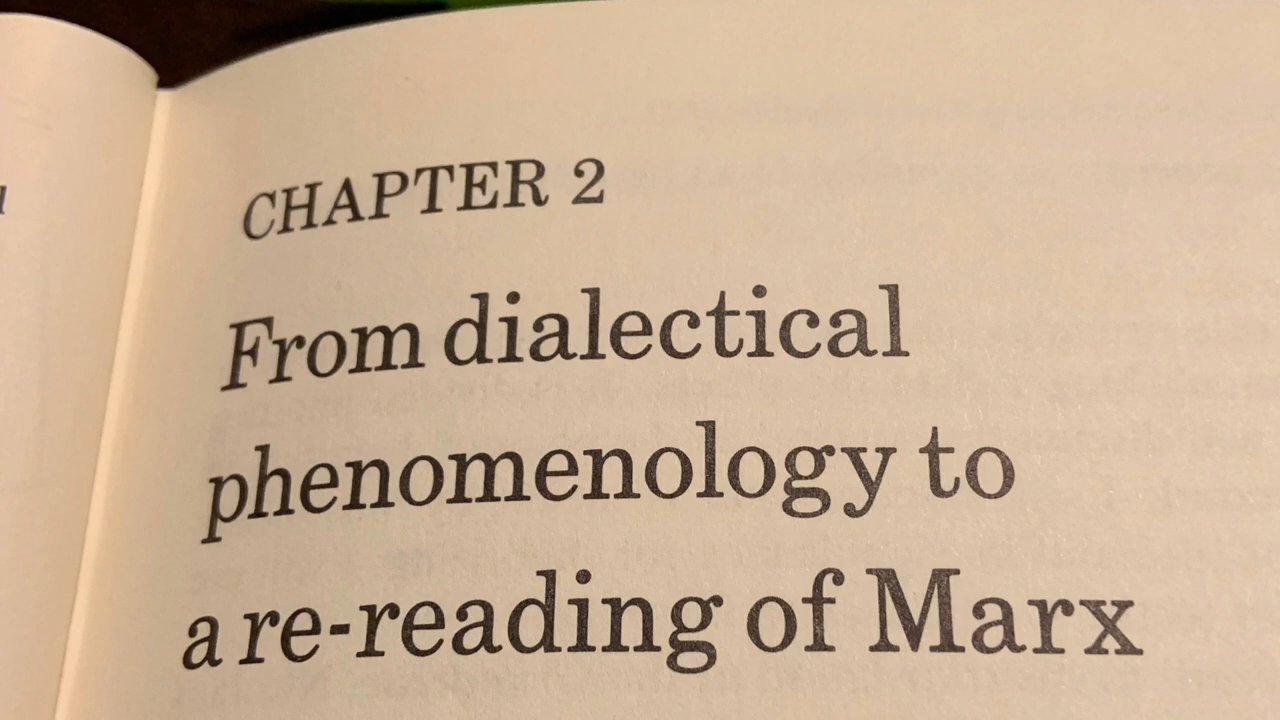 CHAPTER 2
From dialectical
phenomenology to
a re-reading of Marx